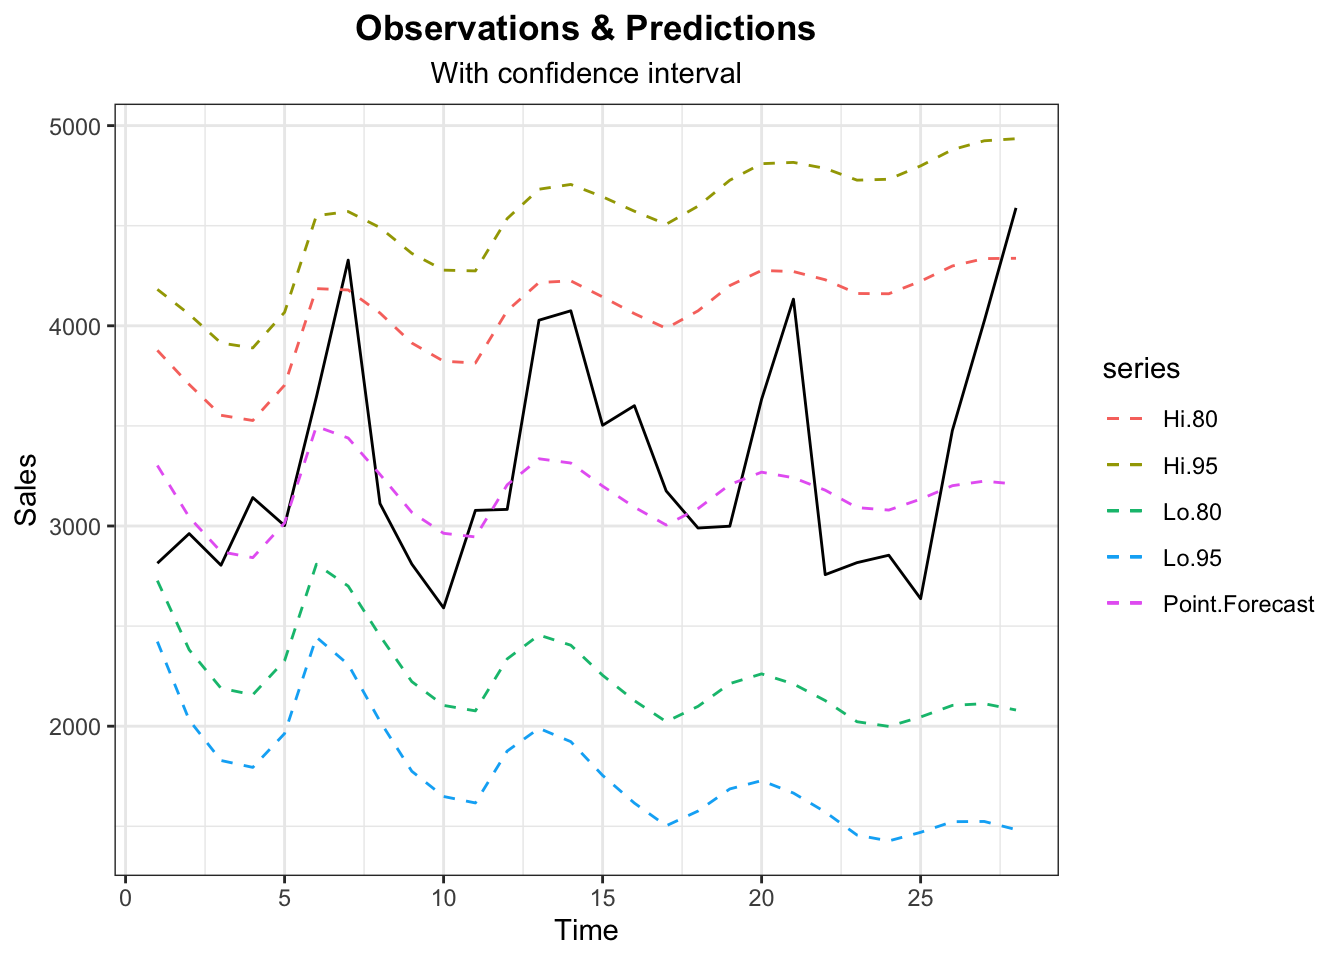 Observations & Predictions
With confidence interval
5000
4000
3000
2000
Sales
0 5 10 15 20 25
Time
series
Hi.80
Hi.95
Lo.80
Lo.95
Point.Forecast